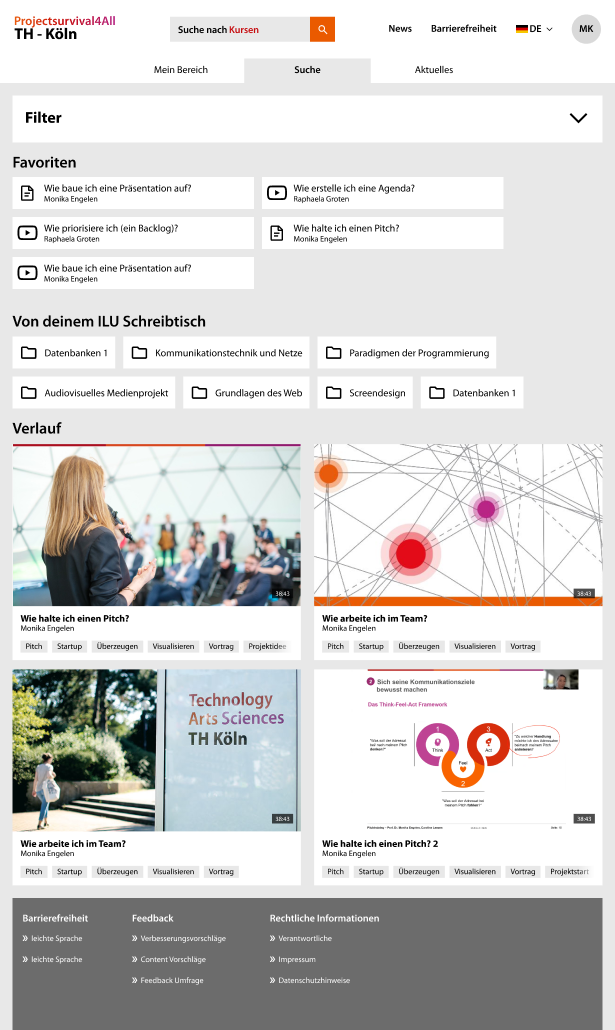 Projectsurvival4All
TH - Köln
Suche nach Kursen
News
Barrierefreiheit
DE
MK
Mein Bereich
Suche
Aktuelles
Filter
Favoriten
Wie baue ich eine Präsentation auf?
Monika Engelen
Wie erstelle ich eine Agenda?
Raphaela Groten
Wie priorisiere ich (ein Backlog)?
Raphaela Groten
Wie halte ich einen Pitch?
Monika Engelen
Wie baue ich eine Präsentation auf?
Monika Engelen
Von deinem ILU Schreibtisch
Datenbanken 1
Kommunikationstechnik und Netze
Paradigmen der Programmierung
Audiovisuelles Medienprojekt
Grundlagen des Web
Screendesign
Datenbanken 1
Verlauf
38:43
Wie halte ich einen Pitch?
Monika Engelen
Pitch Startup Überzeugen Visualisieren Vortrag Projektidee
38:43
Wie arbeite ich im Team?
Monika Engelen
Pitch Startup Überzeugen Visualisieren Vortrag
Technology
Arts Sciences
TH Köln
38:43
Wie arbeite ich im Team?
Monika Engelen
Pitch Startup Überzeugen Visualisieren Vortrag
2 Sich seine Kommunikationsziele
bewusst machen
Das Think-Feel-Act Framework
1
Think
3
Act
Feel
2
38:43
Wie halte ich einen Pitch? 2
Monika Engelen
Pitch Startup Überzeugen Visualisieren Vortrag Projektstart
Barrierefreiheit
» leichte Sprache
» leichte Sprache
Feedback
» Verbesserungsvorschläge
» Content Vorschläge
» Feedback Umfrage
Rechtliche Informationen
» Verantwortliche
» Impressum
» Datenschutzhinweise